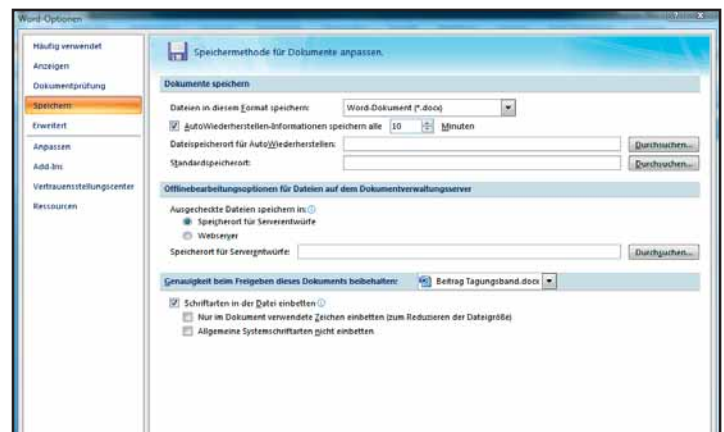 Word-Optionen
Häufig verwendet
Anzeigen
Dokumentprüfung
Speichern
Erweitert
Anpassen
Add-Ins
Vertrauensstellungscenter
Ressourcen
Speichermethode für Dokumente anpassen.
Dokumente speichern
Dateien in diesem Format speichern: Word-Dokument (*.docx)
AutoWiederherstellen-Informationen speichern alle 10 Minuten
Dateispeicherort für AutoWiederherstellen: Durchsuchen...
Standardspeicherort: Durchsuchen...
Offlinebearbeitungsoptionen für Dateien auf dem Dokumentverwaltungsserver
Ausgecheckte Dateien speichern in:
Speicherort für Serverentwürfe
Webserver
Speicherort für Serverentwürfe: Durchsuchen...
Genauigkeit beim Freigeben dieses Dokuments beibehalten: Beitrag Tagungsband.docx
Schriftarten in der Datei einbetten
Nur im Dokument verwendete Zeichen einbetten (zum Reduzieren der Dateigröße)
Allgemeine Systemschriftarten nicht einbetten